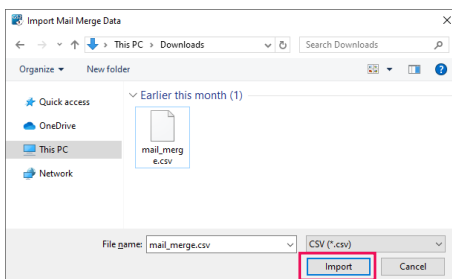 Import Mail Merge Data
This PC > Downloads
Search Downloads
Organize
New folder
Quick access
OneDrive
This PC
Network
Earlier this month (1)
mail_merg
e.csv
File name: mail_merge.csv
CSV (*.csv)
Import
Cancel